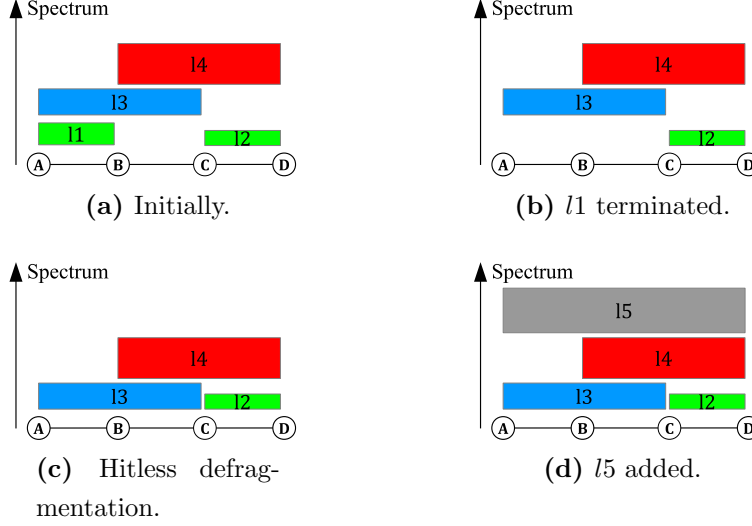 Spectrum
l4
l3
l1
l2
A B C D
(a) Initially.
Spectrum
l4
l3
l2
A B C D
(b) l1 terminated.
Spectrum
l4
l3
l2
A B C D
(c) Hitless defrag-
mentation.
Spectrum
l5
l4
l3
l2
A B C D
(d) l5 added.